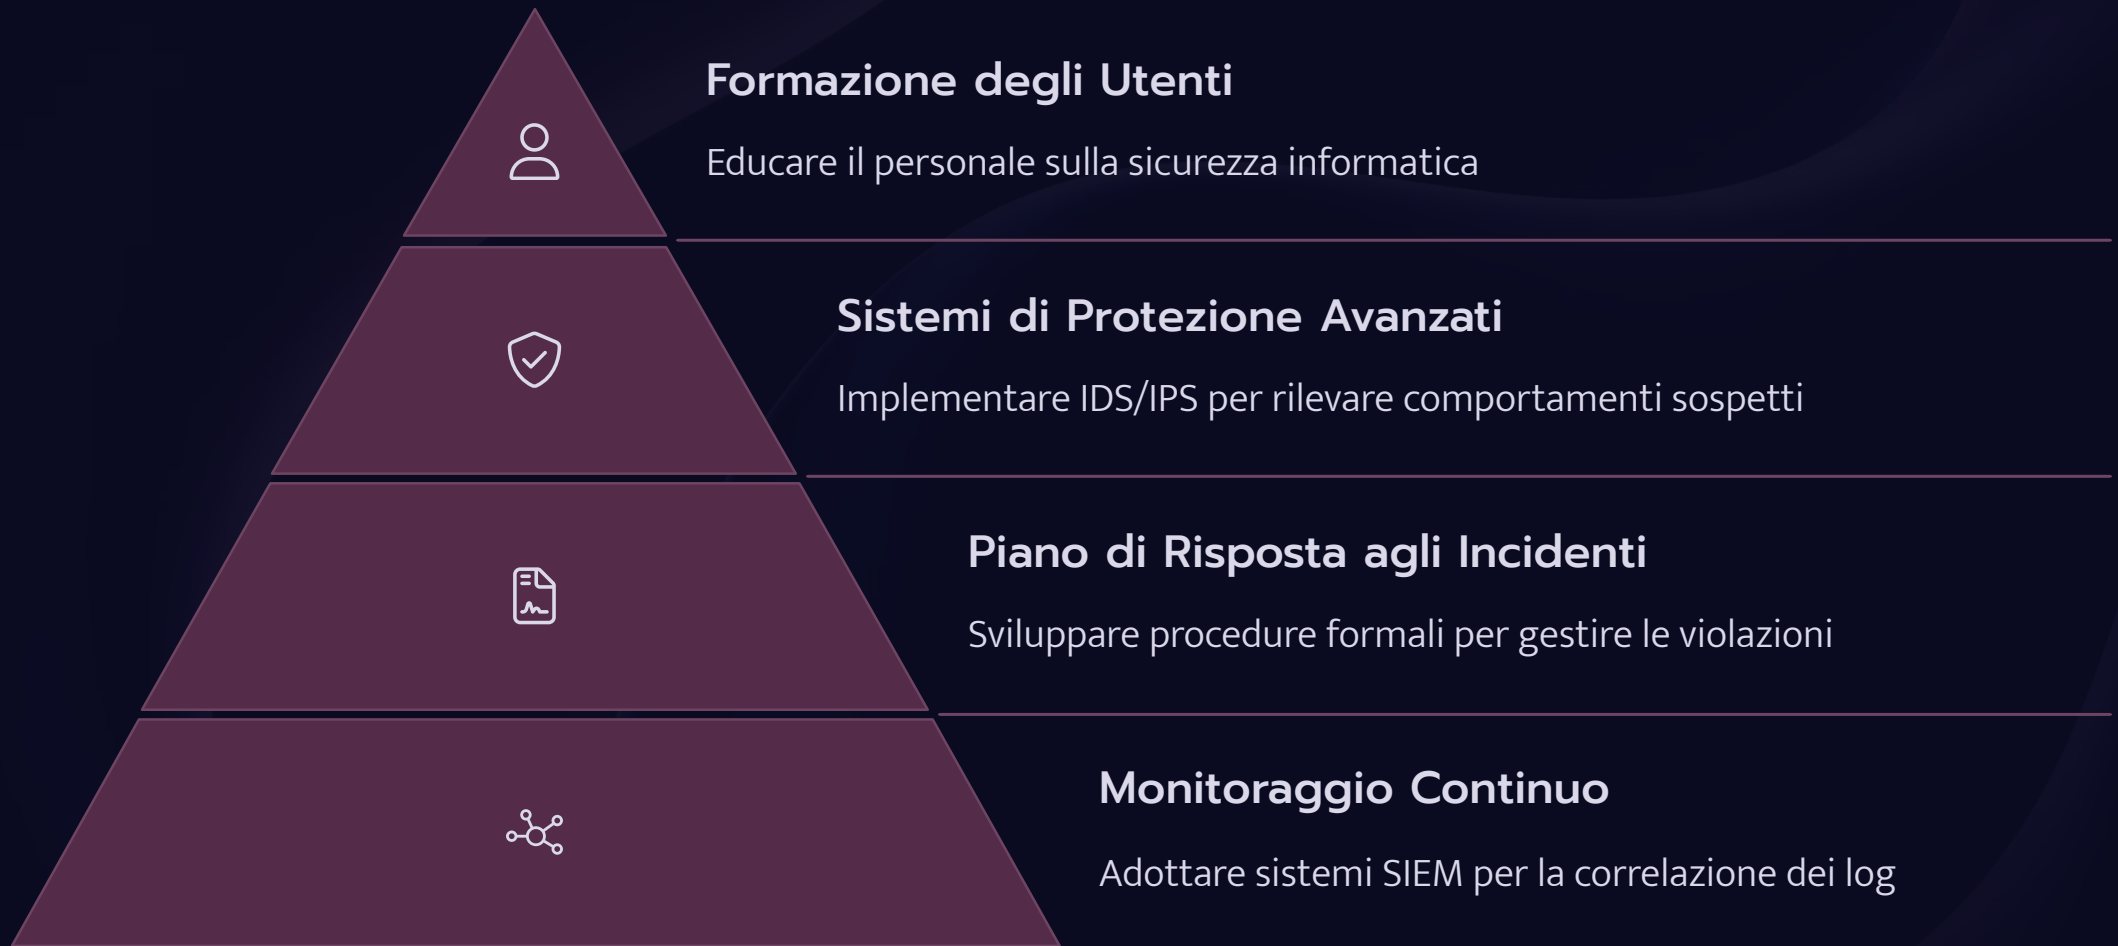 Formazione degli Utenti
Educare il personale sulla sicurezza informatica
Sistemi di Protezione Avanzati
Implementare IDS/IPS per rilevare comportamenti sospetti
Piano di Risposta agli Incidenti
Sviluppare procedure formali per gestire le violazioni
Monitoraggio Continuo
Adottare sistemi SIEM per la correlazione dei log